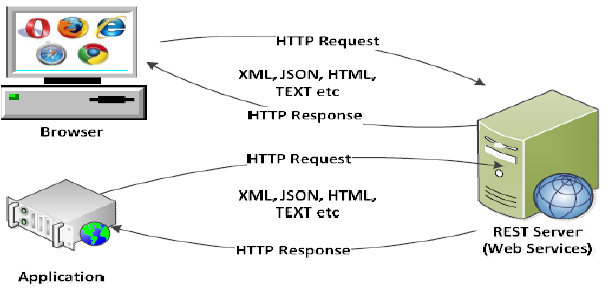 HTTP Request
XML, JSON, HTML,
TEXT etc
HTTP Response
Browser
HTTP Request
XML, JSON, HTML,
TEXT etc
HTTP Response
REST Server
(Web Services)
Application